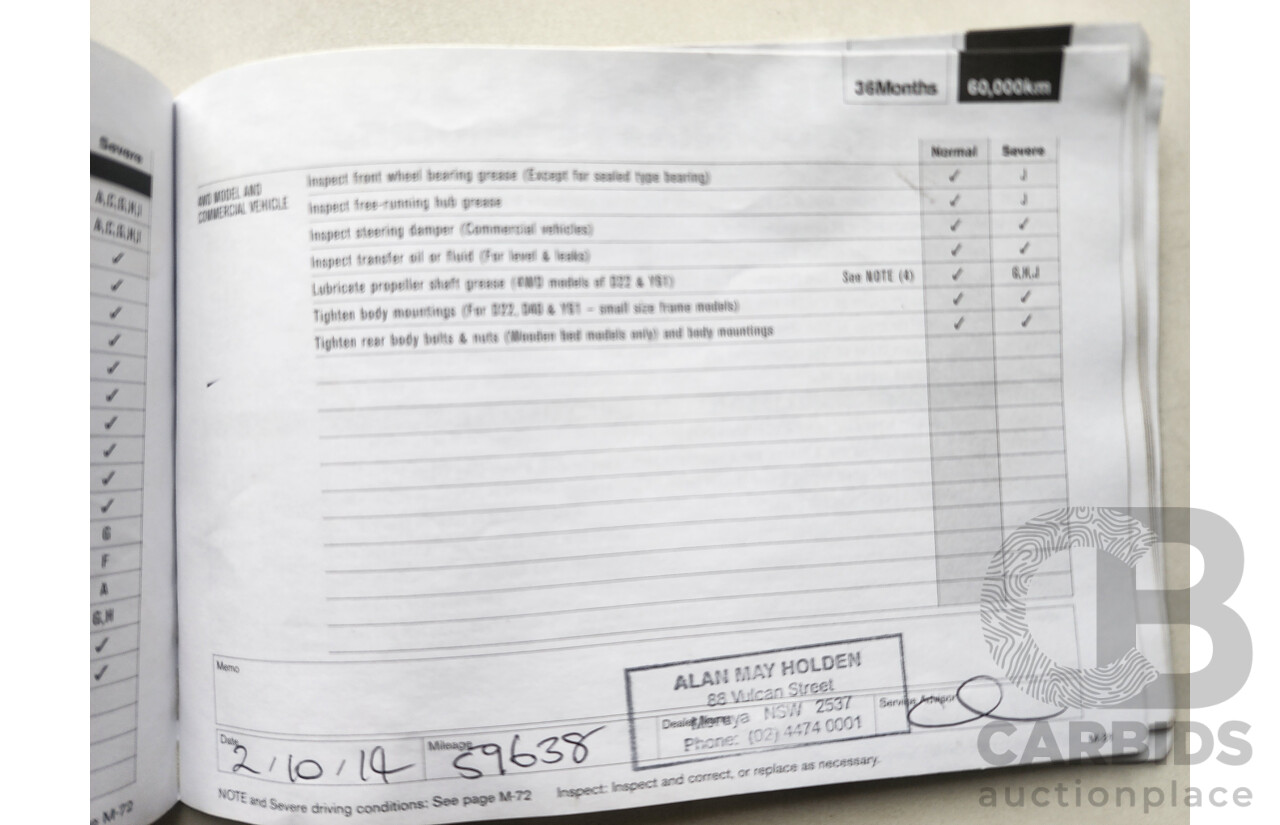 Severe
A,C,G,H,J
A,C,G,H,J
✓
✓
✓
✓
✓
✓
✓
✓
✓
✓
G
F
A
G,H
✓
✓
M-72
36Months 60,000km
Normal Severe
4WD MODEL AND
COMMERCIAL VEHICLE
Inspect front wheel bearing grease (Except for sealed type bearing) ✓ J
Inspect free-running hub grease ✓ J
Inspect steering damper (Commercial vehicles) ✓ ✓
Inspect transfer oil or fluid (For level & leaks) ✓ ✓
Lubricate propeller shaft grease (4WD models of D22 & Y61) See NOTE (4) ✓ G,H,J
Tighten body mountings (For D22, D40 & Y61 – small size frame models) ✓ ✓
Tighten rear body bolts & nuts (Wooden bed models only) and body mountings ✓ ✓
Memo
ALAN MAY HOLDEN
88 Vulcan Street
Moruya NSW 2537
Phone: (02) 4474 0001
Service Advisor
Date 2/10/14
Mileage 59638
NOTE and Severe driving conditions: See page M-72 Inspect: Inspect and correct, or replace as necessary.
CB
CARBIDS
auctionplace